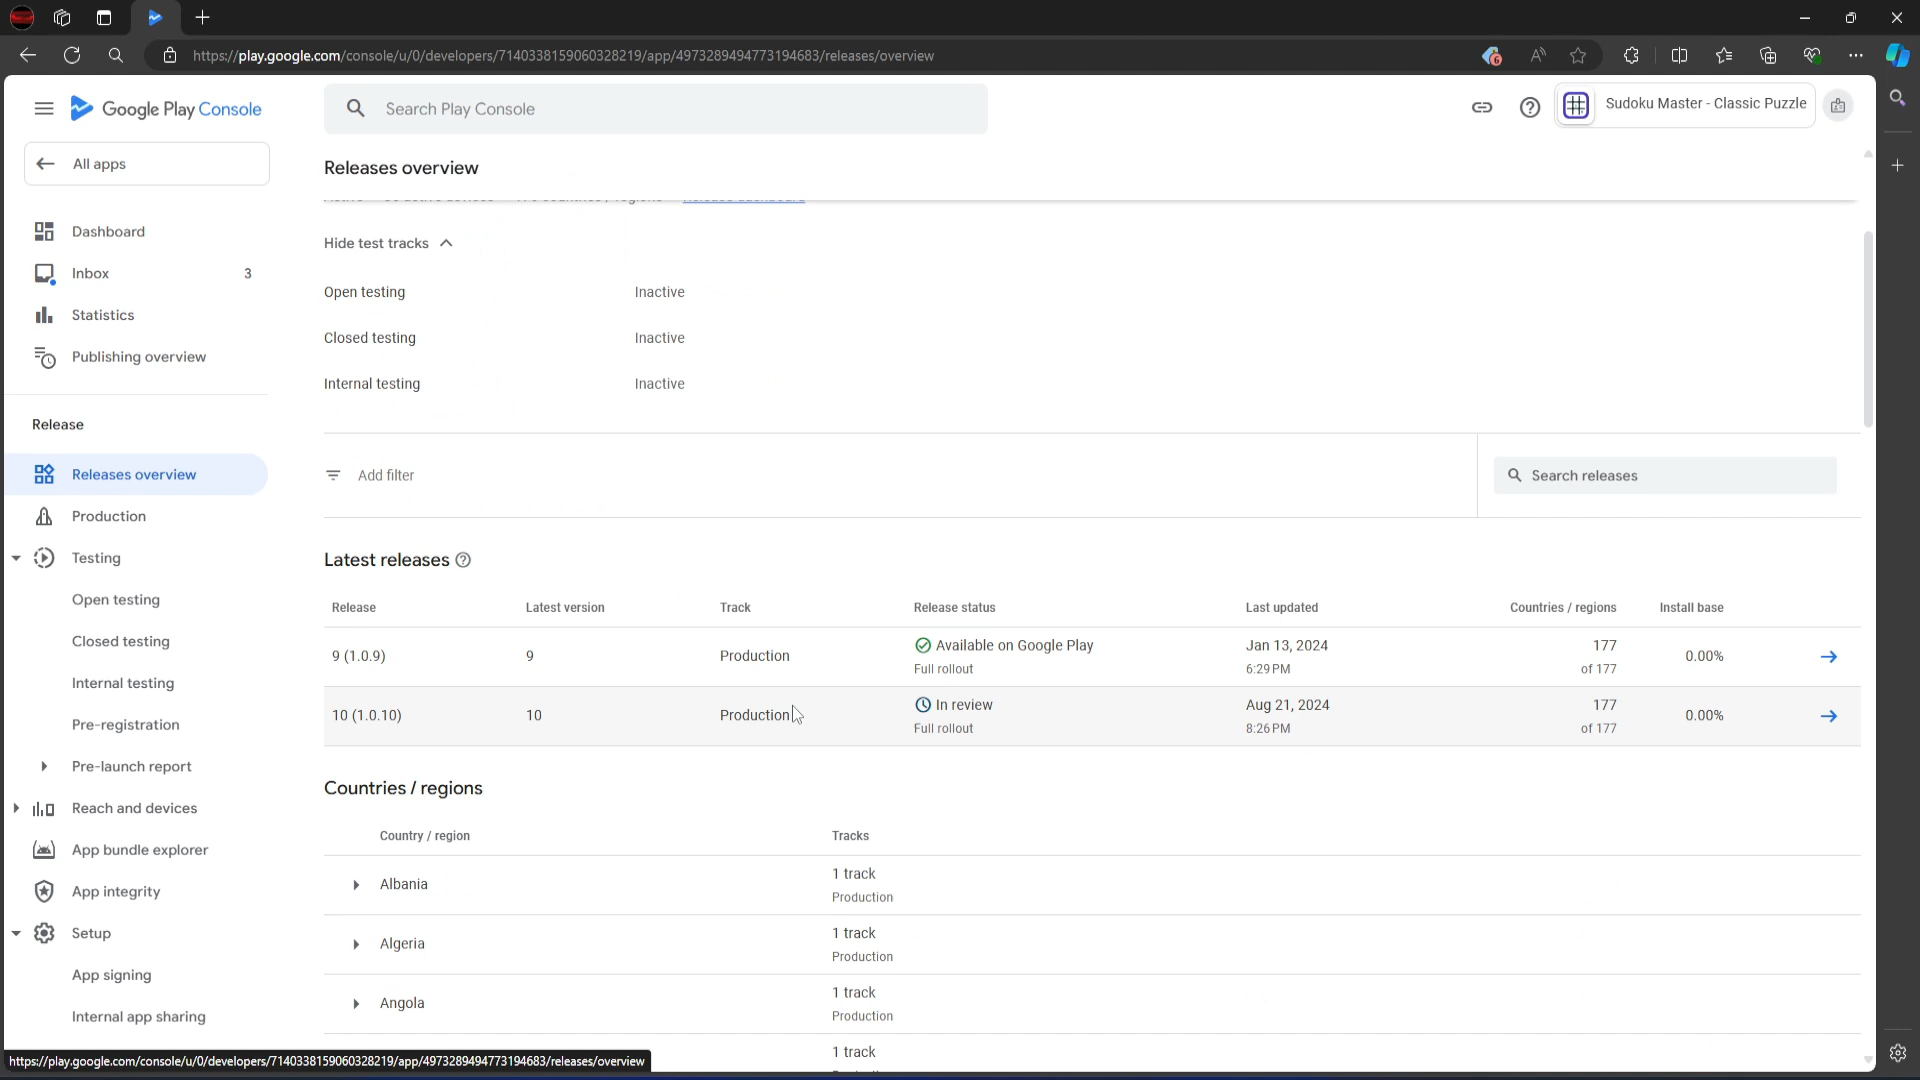 https://play.google.com/console/u/0/developers/7140338159060328219/app/4973289494773194683/releases/overview
6
Google Play Console
Search Play Console
Sudoku Master - Classic Puzzle
All apps
Releases overview
Dashboard
Inbox 3
Statistics
Publishing overview
Release
Releases overview
Production
Testing
Open testing
Closed testing
Internal testing
Pre-registration
Pre-launch report
Reach and devices
App bundle explorer
App integrity
Setup
App signing
Internal app sharing
Hide test tracks
Open testing Inactive
Closed testing Inactive
Internal testing Inactive
Add filter
Search releases
Latest releases
Release Latest version Track Release status Last updated Countries / regions Install base
9 (1.0.9) 9 Production Available on Google Play Jan 13, 2024 177 0.00%
Full rollout 6:29 PM of 177
10 (1.0.10) 10 Production In review Aug 21, 2024 177 0.00%
Full rollout 8:26 PM of 177
Countries / regions
Country / region Tracks
Albania 1 track
Production
Algeria 1 track
Production
Angola 1 track
Production
1 track
https://play.google.com/console/u/0/developers/7140338159060328219/app/4973289494773194683/releases/overview